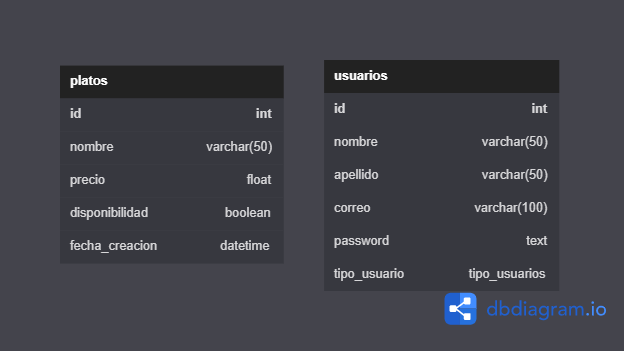 platos
id int
nombre varchar(50)
precio float
disponibilidad boolean
fecha_creacion datetime
usuarios
id int
nombre varchar(50)
apellido varchar(50)
correo varchar(100)
password text
tipo_usuario tipo_usuarios
dbdiagram.io